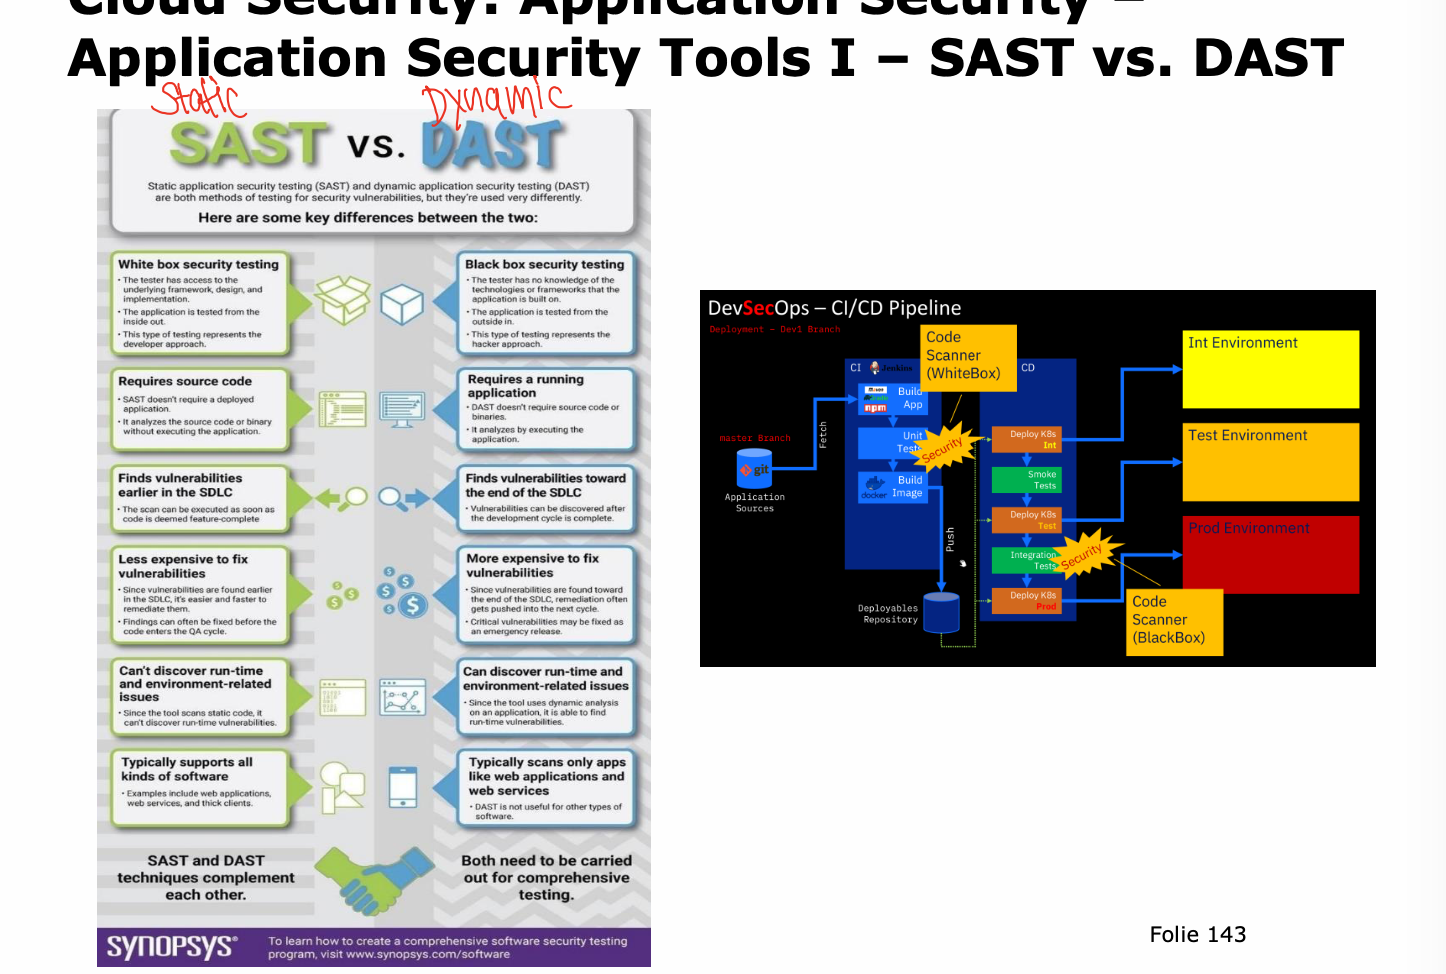 Cloud Security: Application Security –
Application Security Tools I – SAST vs. DAST
Static
Dynamic
SAST vs. DAST
Static application security testing (SAST) and dynamic application security testing (DAST)
are both methods of testing for security vulnerabilities, but they're used very differently.
Here are some key differences between the two:
White box security testing
• The tester has access to the
underlying framework, design, and
implementation.
• The application is tested from the
inside out.
• This type of testing represents the
developer approach.
Black box security testing
• The tester has no knowledge of the
technologies or frameworks that the
application is built on.
• The application is tested from the
outside in.
• This type of testing represents the
hacker approach.
Requires source code
• SAST doesn't require a deployed
application.
• It analyzes the source code or binary
without executing the application.
Requires a running
application
• DAST doesn't require source code or
binaries.
• It analyzes by executing the
application.
Finds vulnerabilities
earlier in the SDLC
• The scan can be executed as soon as
code is deemed feature-complete
Finds vulnerabilities toward
the end of the SDLC
• Vulnerabilities can be discovered after
the development cycle is complete.
Less expensive to fix
vulnerabilities
• Since vulnerabilities are found earlier
in the SDLC, it's easier and faster to
remediate them.
• Findings can often be fixed before the
code enters the QA cycle.
More expensive to fix
vulnerabilities
• Since vulnerabilities are found toward
the end of the SDLC, remediation often
gets pushed into the next cycle.
• Critical vulnerabilities may be fixed as
an emergency release.
Can't discover run-time
and environment-related
issues
• Since the tool scans static code, it
can't discover run-time vulnerabilities.
Can discover run-time and
environment-related issues
• Since the tool uses dynamic analysis
on an application, it is able to find
run-time vulnerabilities.
Typically supports all
kinds of software
• Examples include web applications,
web services, and thick clients.
Typically scans only apps
like web applications and
web services
• DAST is not useful for other types of
software.
SAST and DAST
techniques complement
each other.
Both need to be carried
out for comprehensive
testing.
SYNOPSYS®
To learn how to create a comprehensive software security testing
program, visit www.synopsys.com/software
DevSecOps – CI/CD Pipeline
Deployment - Dev1 Branch
master Branch
git
Application
Sources
Fetch
CI
Jenkins
Build
App
npm
Unit
Tests
docker
Build
Image
Code
Scanner
(WhiteBox)
Security
Push
Deployables
Repository
CD
Deploy K8s
Int
Smoke
Tests
Deploy K8s
Test
Integration
Tests
Security
Deploy K8s
Prod
Code
Scanner
(BlackBox)
Int Environment
Test Environment
Prod Environment
Folie 143